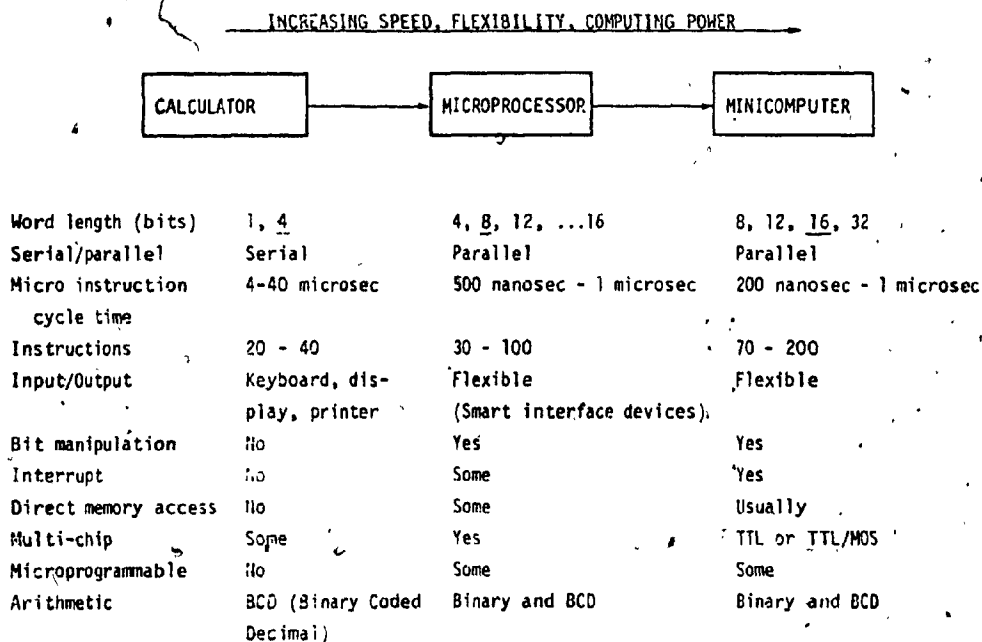 INCREASING SPEED, FLEXIBILITY, COMPUTING POWER
CALCULATOR MICROPROCESSOR MINICOMPUTER
Word length (bits) 1, 4 4, 8, 12, ...16 8, 12, 16, 32
Serial/parallel Serial Parallel Parallel
Micro instruction 4-40 microsec 500 nanosec - 1 microsec 200 nanosec - 1 microsec
cycle time
Instructions 20 - 40 30 - 100 70 - 200
Input/Output Keyboard, dis- Flexible Flexible
play, printer (Smart interface devices)
Bit manipulation No Yes Yes
Interrupt No Some Yes
Direct memory access No Some Usually
Multi-chip Some Yes TTL or TTL/MOS
Microprogrammable No Some Some
Arithmetic BCD (Binary Coded Binary and BCD Binary and BCD
Decimal)